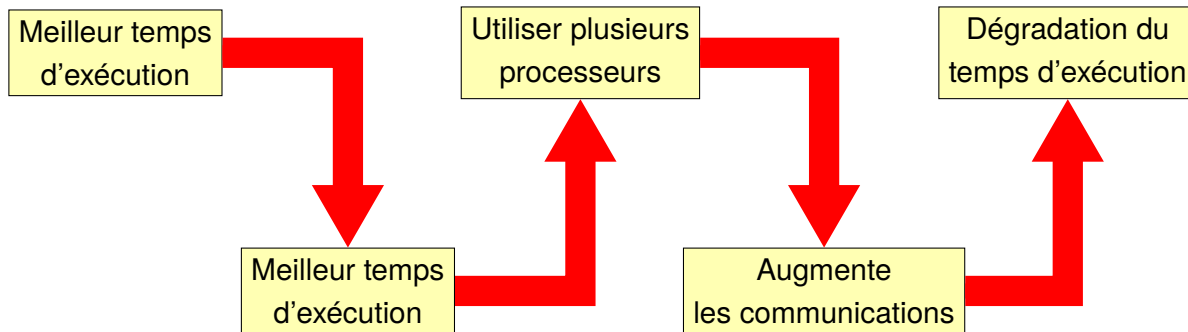 Meilleur temps
d’exécution
Meilleur temps
d’exécution
Utiliser plusieurs
processeurs
Augmente
les communications
Dégradation du
temps d’exécution